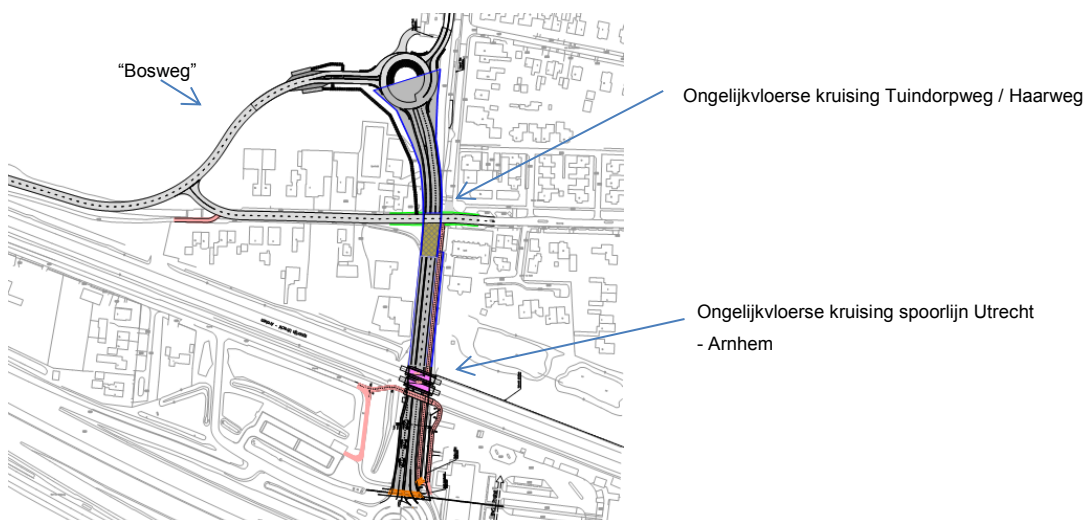 “Bosweg”
Ongelijkvloerse kruising Tuindorpweg / Haarweg
Ongelijkvloerse kruising spoorlijn Utrecht
- Arnhem